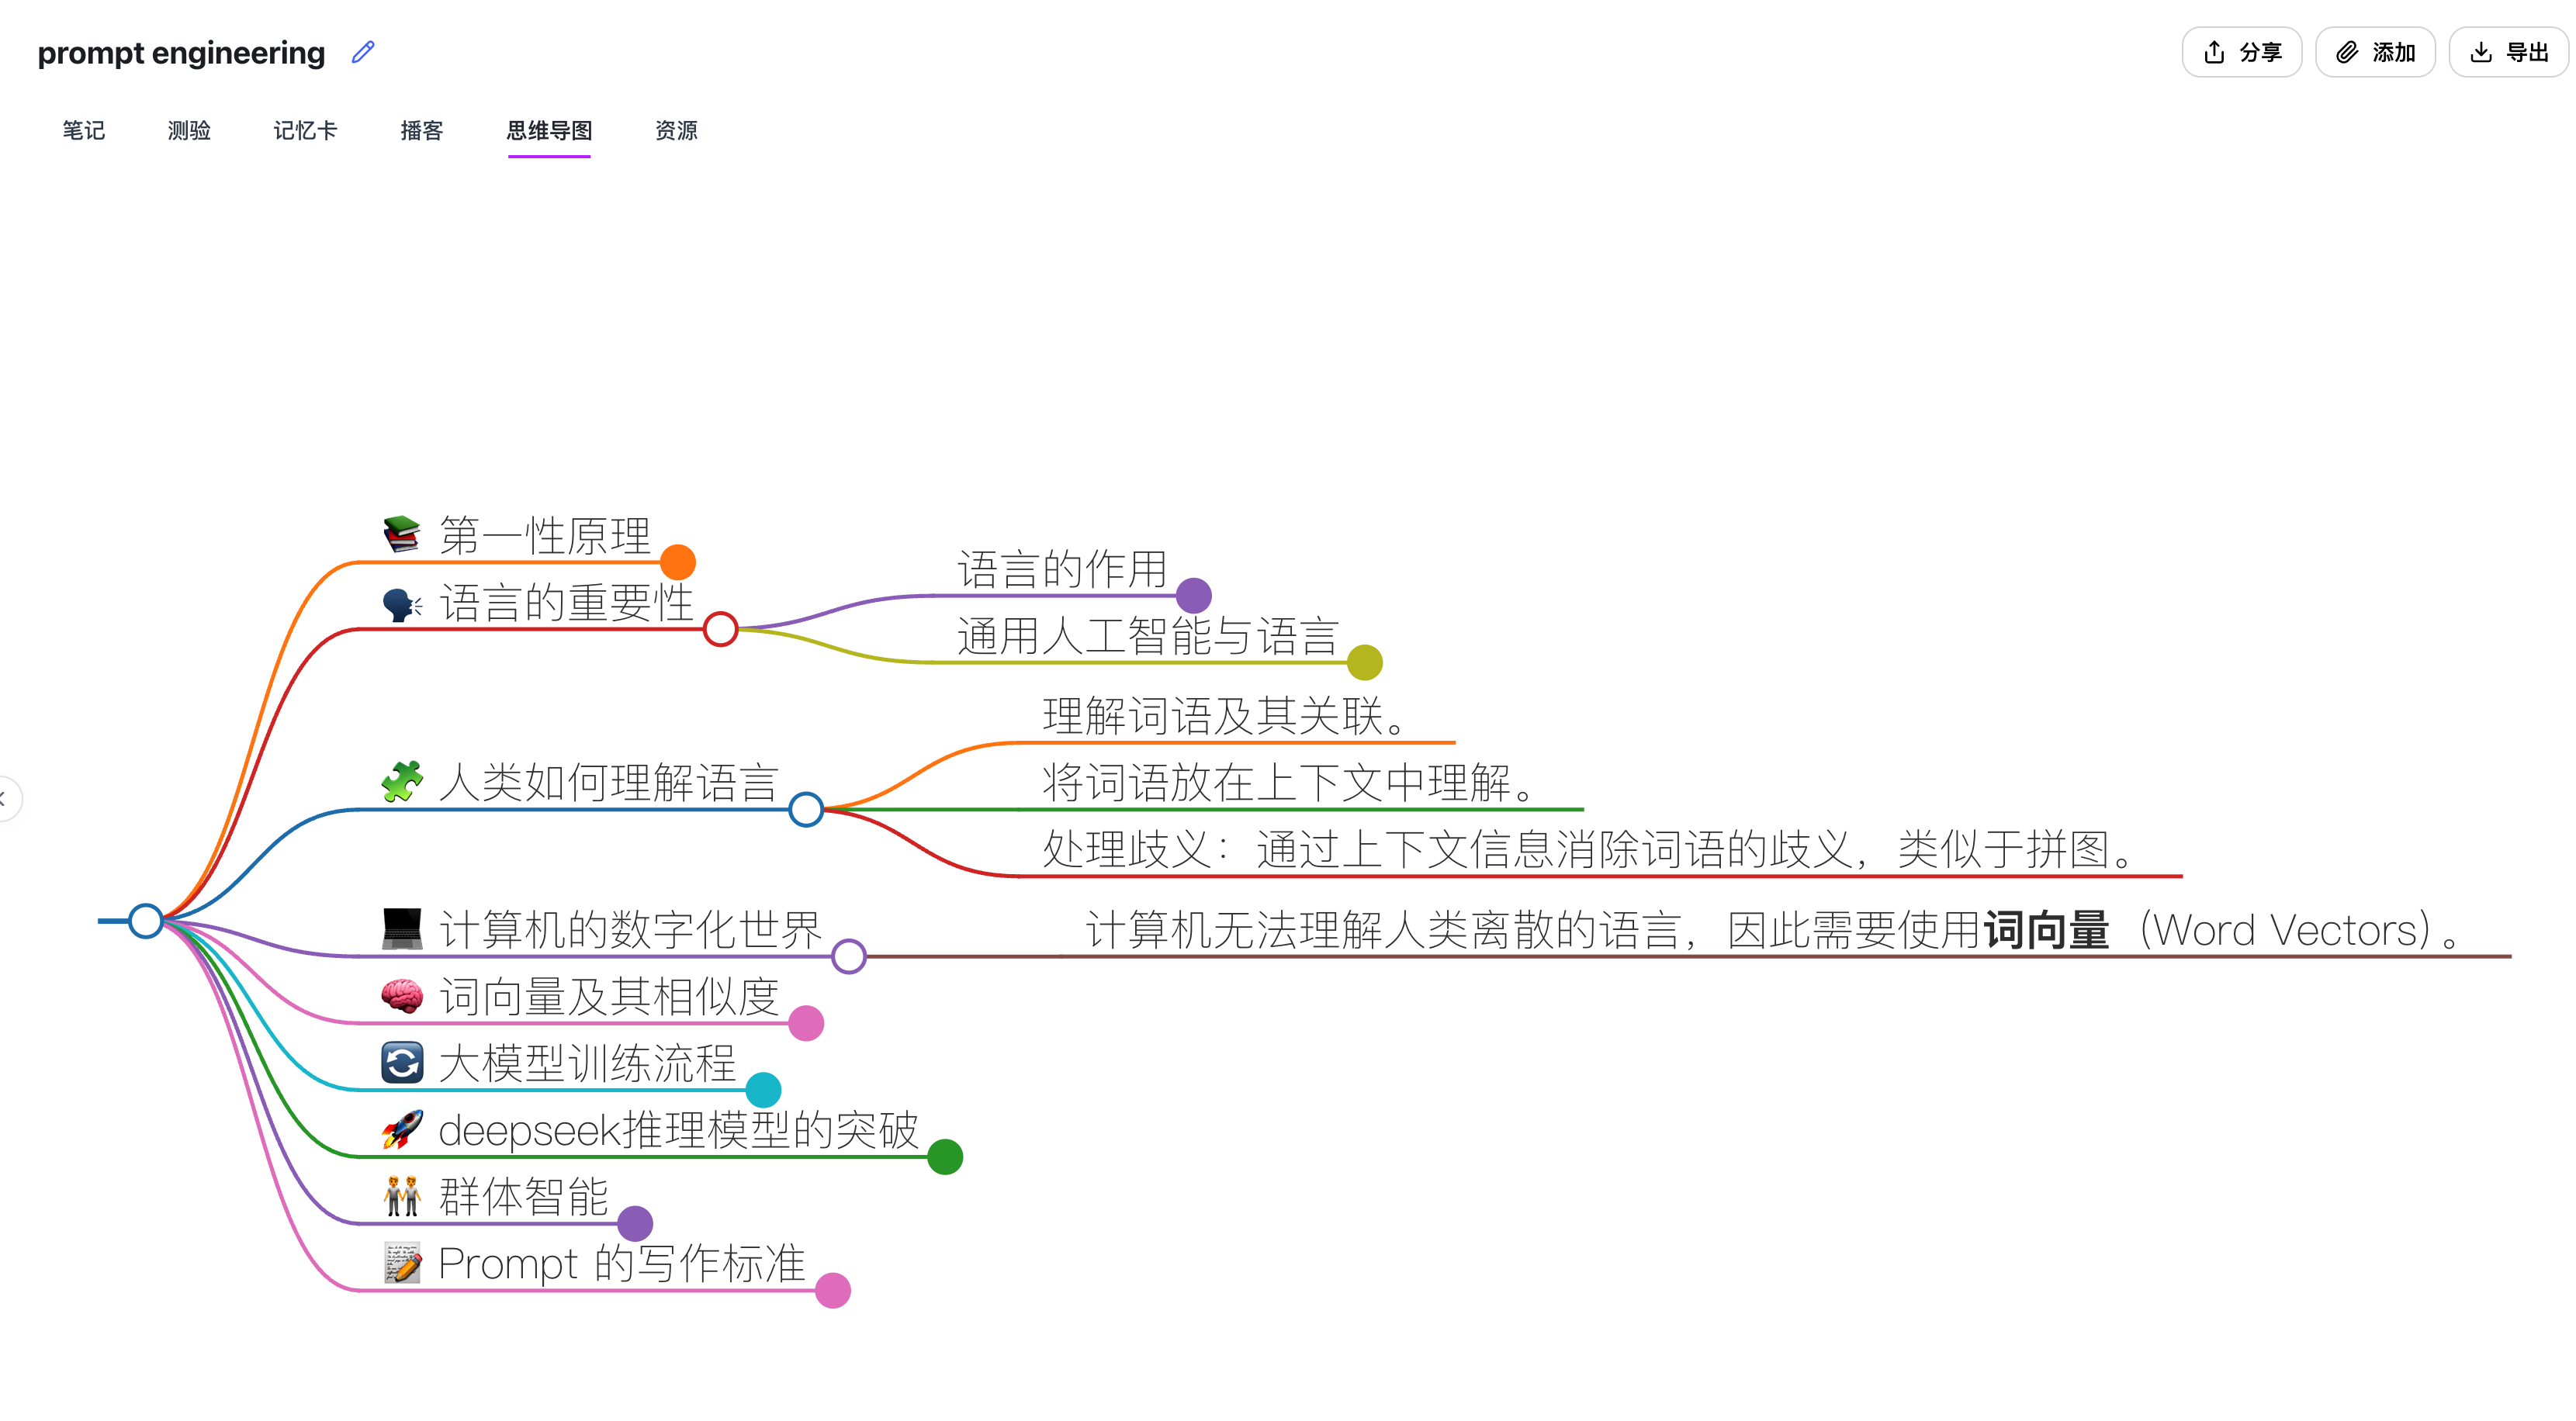 prompt engineering
分享
添加
导出
笔记
测验
记忆卡
播客
思维导图
资源
第一性原理
语言的重要性
语言的作用
通用人工智能与语言
人类如何理解语言
理解词语及其关联。
将词语放在上下文中理解。
处理歧义：通过上下文信息消除词语的歧义，类似于拼图。
计算机的数字化世界
计算机无法理解人类离散的语言，因此需要使用词向量（Word Vectors）。
词向量及其相似度
大模型训练流程
deepseek推理模型的突破
群体智能
Prompt 的写作标准